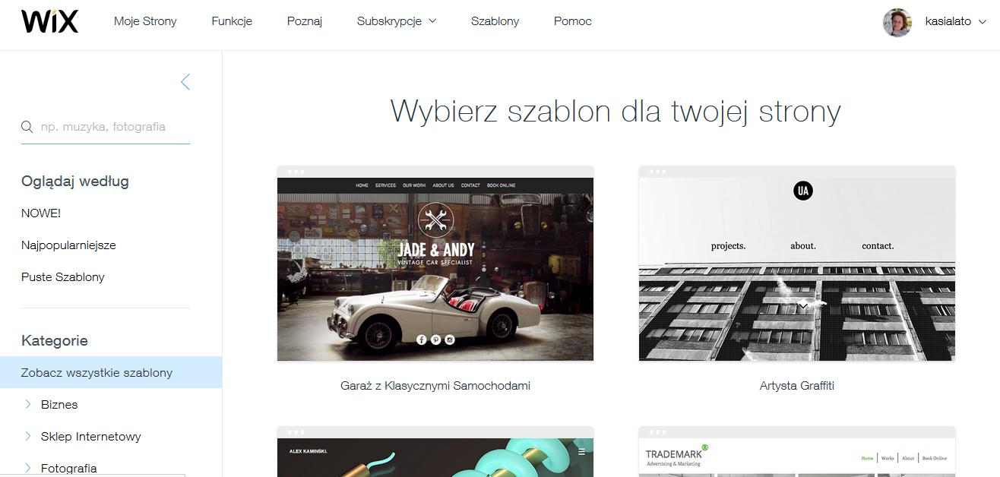 WiX
Moje Strony Funkcje Poznaj Subskrypcje Szablony Pomoc kasialato
np. muzyka, fotografia
Oglądaj według
NOWE!
Najpopularniejsze
Puste Szablony
Kategorie
Zobacz wszystkie szablony
Biznes
Sklep Internetowy
Fotografia
Wybierz szablon dla twojej strony
HOME SERVICES OUR WORK ABOUT US CONTACT BOOK ONLINE
JADE & ANDY
VINTAGE CAR SPECIALIST
Garaż z Klasycznymi Samochodami
UA
projects. about. contact.
Artysta Graffiti
ALEX KAMIŃSKI.
TRADEMARK®
Advertising & Marketing
Home Works About Book Online